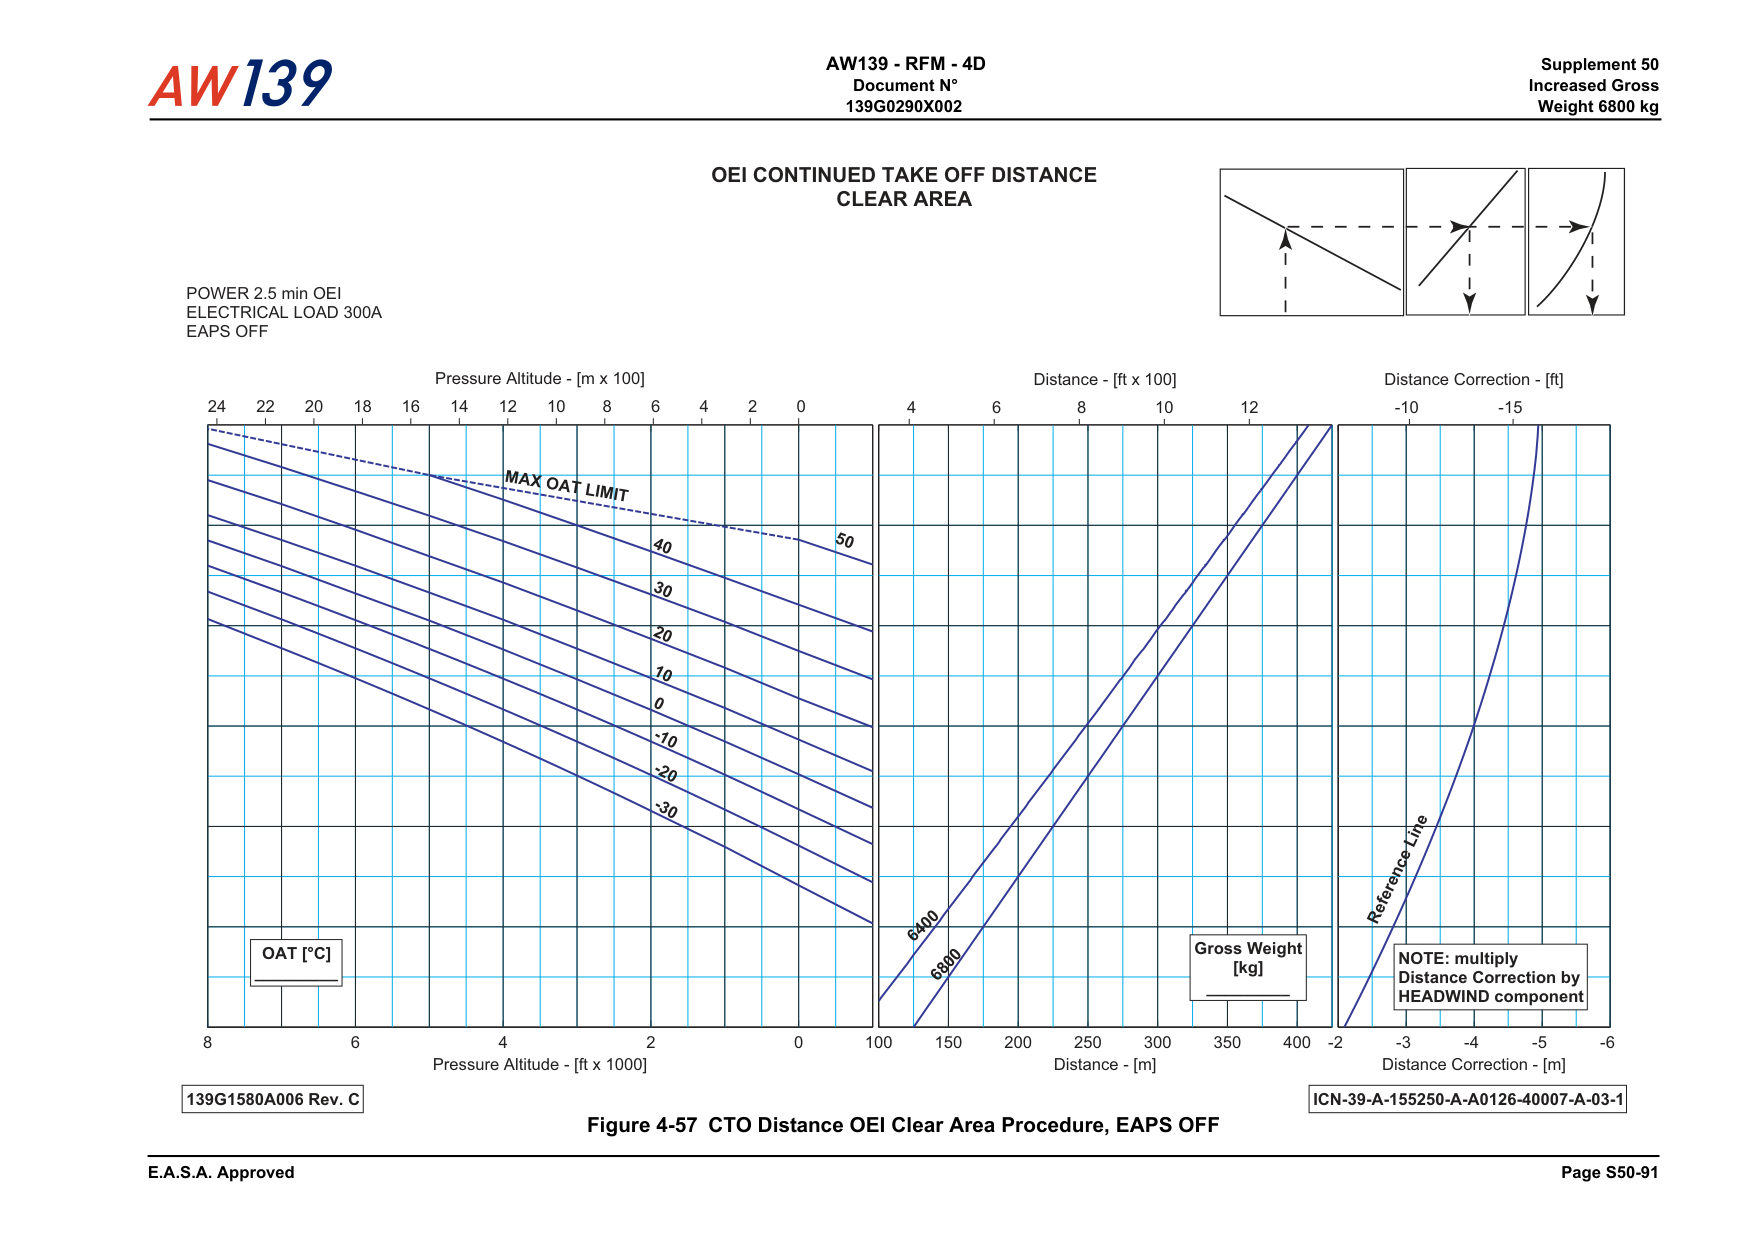 AW139
AW139 - RFM - 4D
Document N°
139G0290X002
Supplement 50
Increased Gross
Weight 6800 kg
OEI CONTINUED TAKE OFF DISTANCE
CLEAR AREA
POWER 2.5 min OEI
ELECTRICAL LOAD 300A
EAPS OFF
Pressure Altitude - [m x 100]
24 22 20 18 16 14 12 10 8 6 4 2 0
Distance - [ft x 100]
4 6 8 10 12
Distance Correction - [ft]
-10 -15
MAX OAT LIMIT
50
40
30
20
10
0
-10
-20
-30
OAT [°C]
6400
6800
Gross Weight
[kg]
Reference Line
NOTE: multiply
Distance Correction by
HEADWIND component
8 6 4 2 0
Pressure Altitude - [ft x 1000]
100 150 200 250 300 350 400
Distance - [m]
-2 -3 -4 -5 -6
Distance Correction - [m]
139G1580A006 Rev. C
ICN-39-A-155250-A-A0126-40007-A-03-1
Figure 4-57 CTO Distance OEI Clear Area Procedure, EAPS OFF
E.A.S.A. Approved
Page S50-91